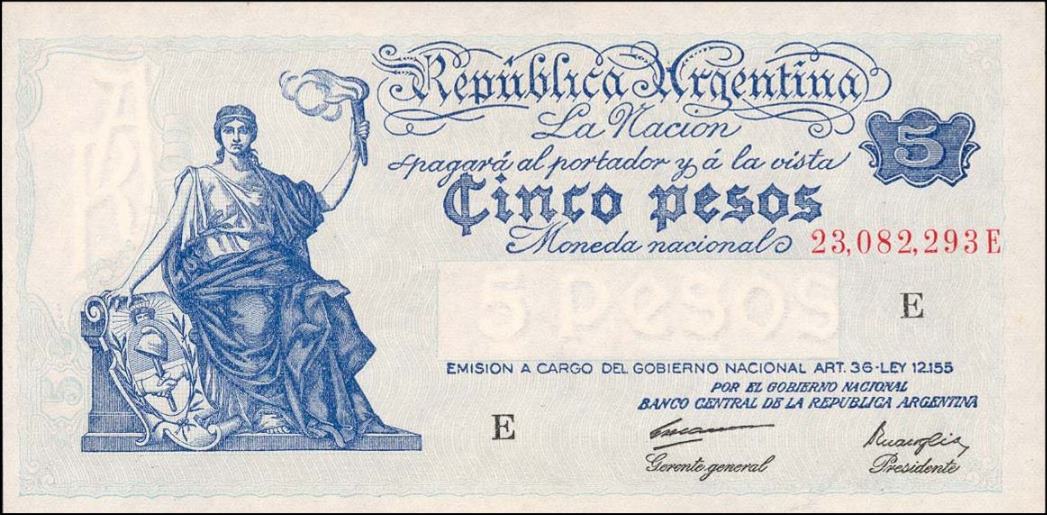 República Argentina
La Nación
pagará al portador y á la vista
5
Cinco pesos
Moneda nacional
23,082,293E
5 PESOS
E
EMISION A CARGO DEL GOBIERNO NACIONAL ART. 36-LEY 12.155
POR EL GOBIERNO NACIONAL
BANCO CENTRAL DE LA REPUBLICA ARGENTINA
E
Gerente general
Presidente